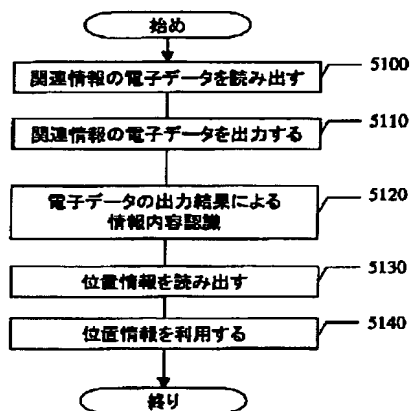 始め
関連情報の電子データを読み出す
5100
関連情報の電子データを出力する
5110
電子データの出力結果による
情報内容認識
5120
位置情報を読み出す
5130
位置情報を利用する
5140
終り